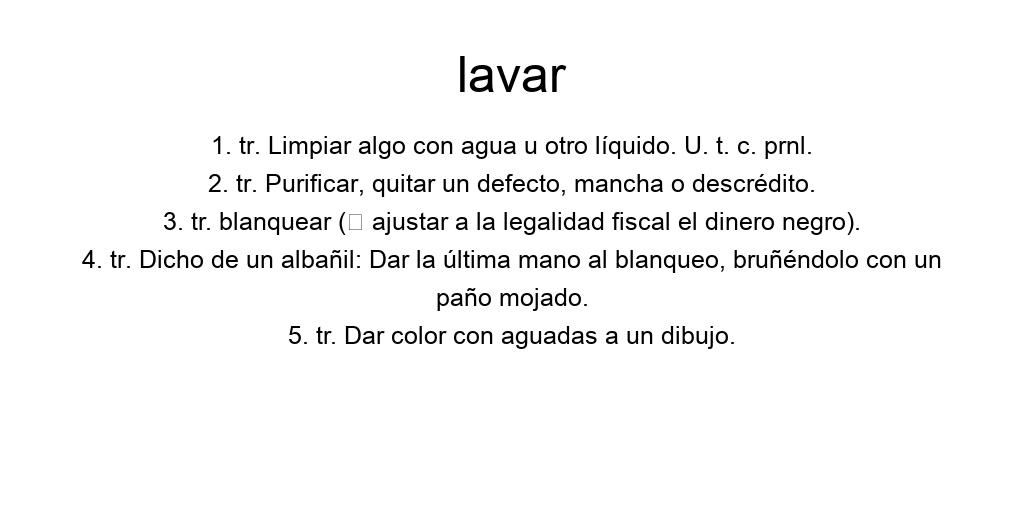 lavar
1. tr. Limpiar algo con agua u otro líquido. U. t. c. prnl.
2. tr. Purificar, quitar un defecto, mancha o descrédito.
3. tr. blanquear (□ ajustar a la legalidad fiscal el dinero negro).
4. tr. Dicho de un albañil: Dar la última mano al blanqueo, bruñéndolo con un
paño mojado.
5. tr. Dar color con aguadas a un dibujo.